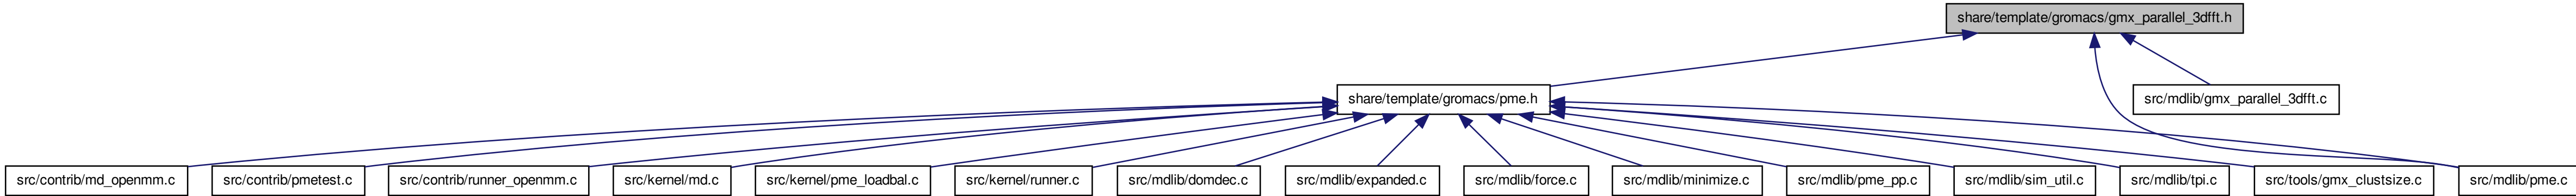 share/template/gromacs/gmx_parallel_3dfft.h
share/template/gromacs/pme.h
src/mdlib/gmx_parallel_3dfft.c
src/contrib/md_openmm.c
src/contrib/pmetest.c
src/contrib/runner_openmm.c
src/kernel/md.c
src/kernel/pme_loadbal.c
src/kernel/runner.c
src/mdlib/domdec.c
src/mdlib/expanded.c
src/mdlib/force.c
src/mdlib/minimize.c
src/mdlib/pme_pp.c
src/mdlib/sim_util.c
src/mdlib/tpi.c
src/tools/gmx_clustsize.c
src/mdlib/pme.c